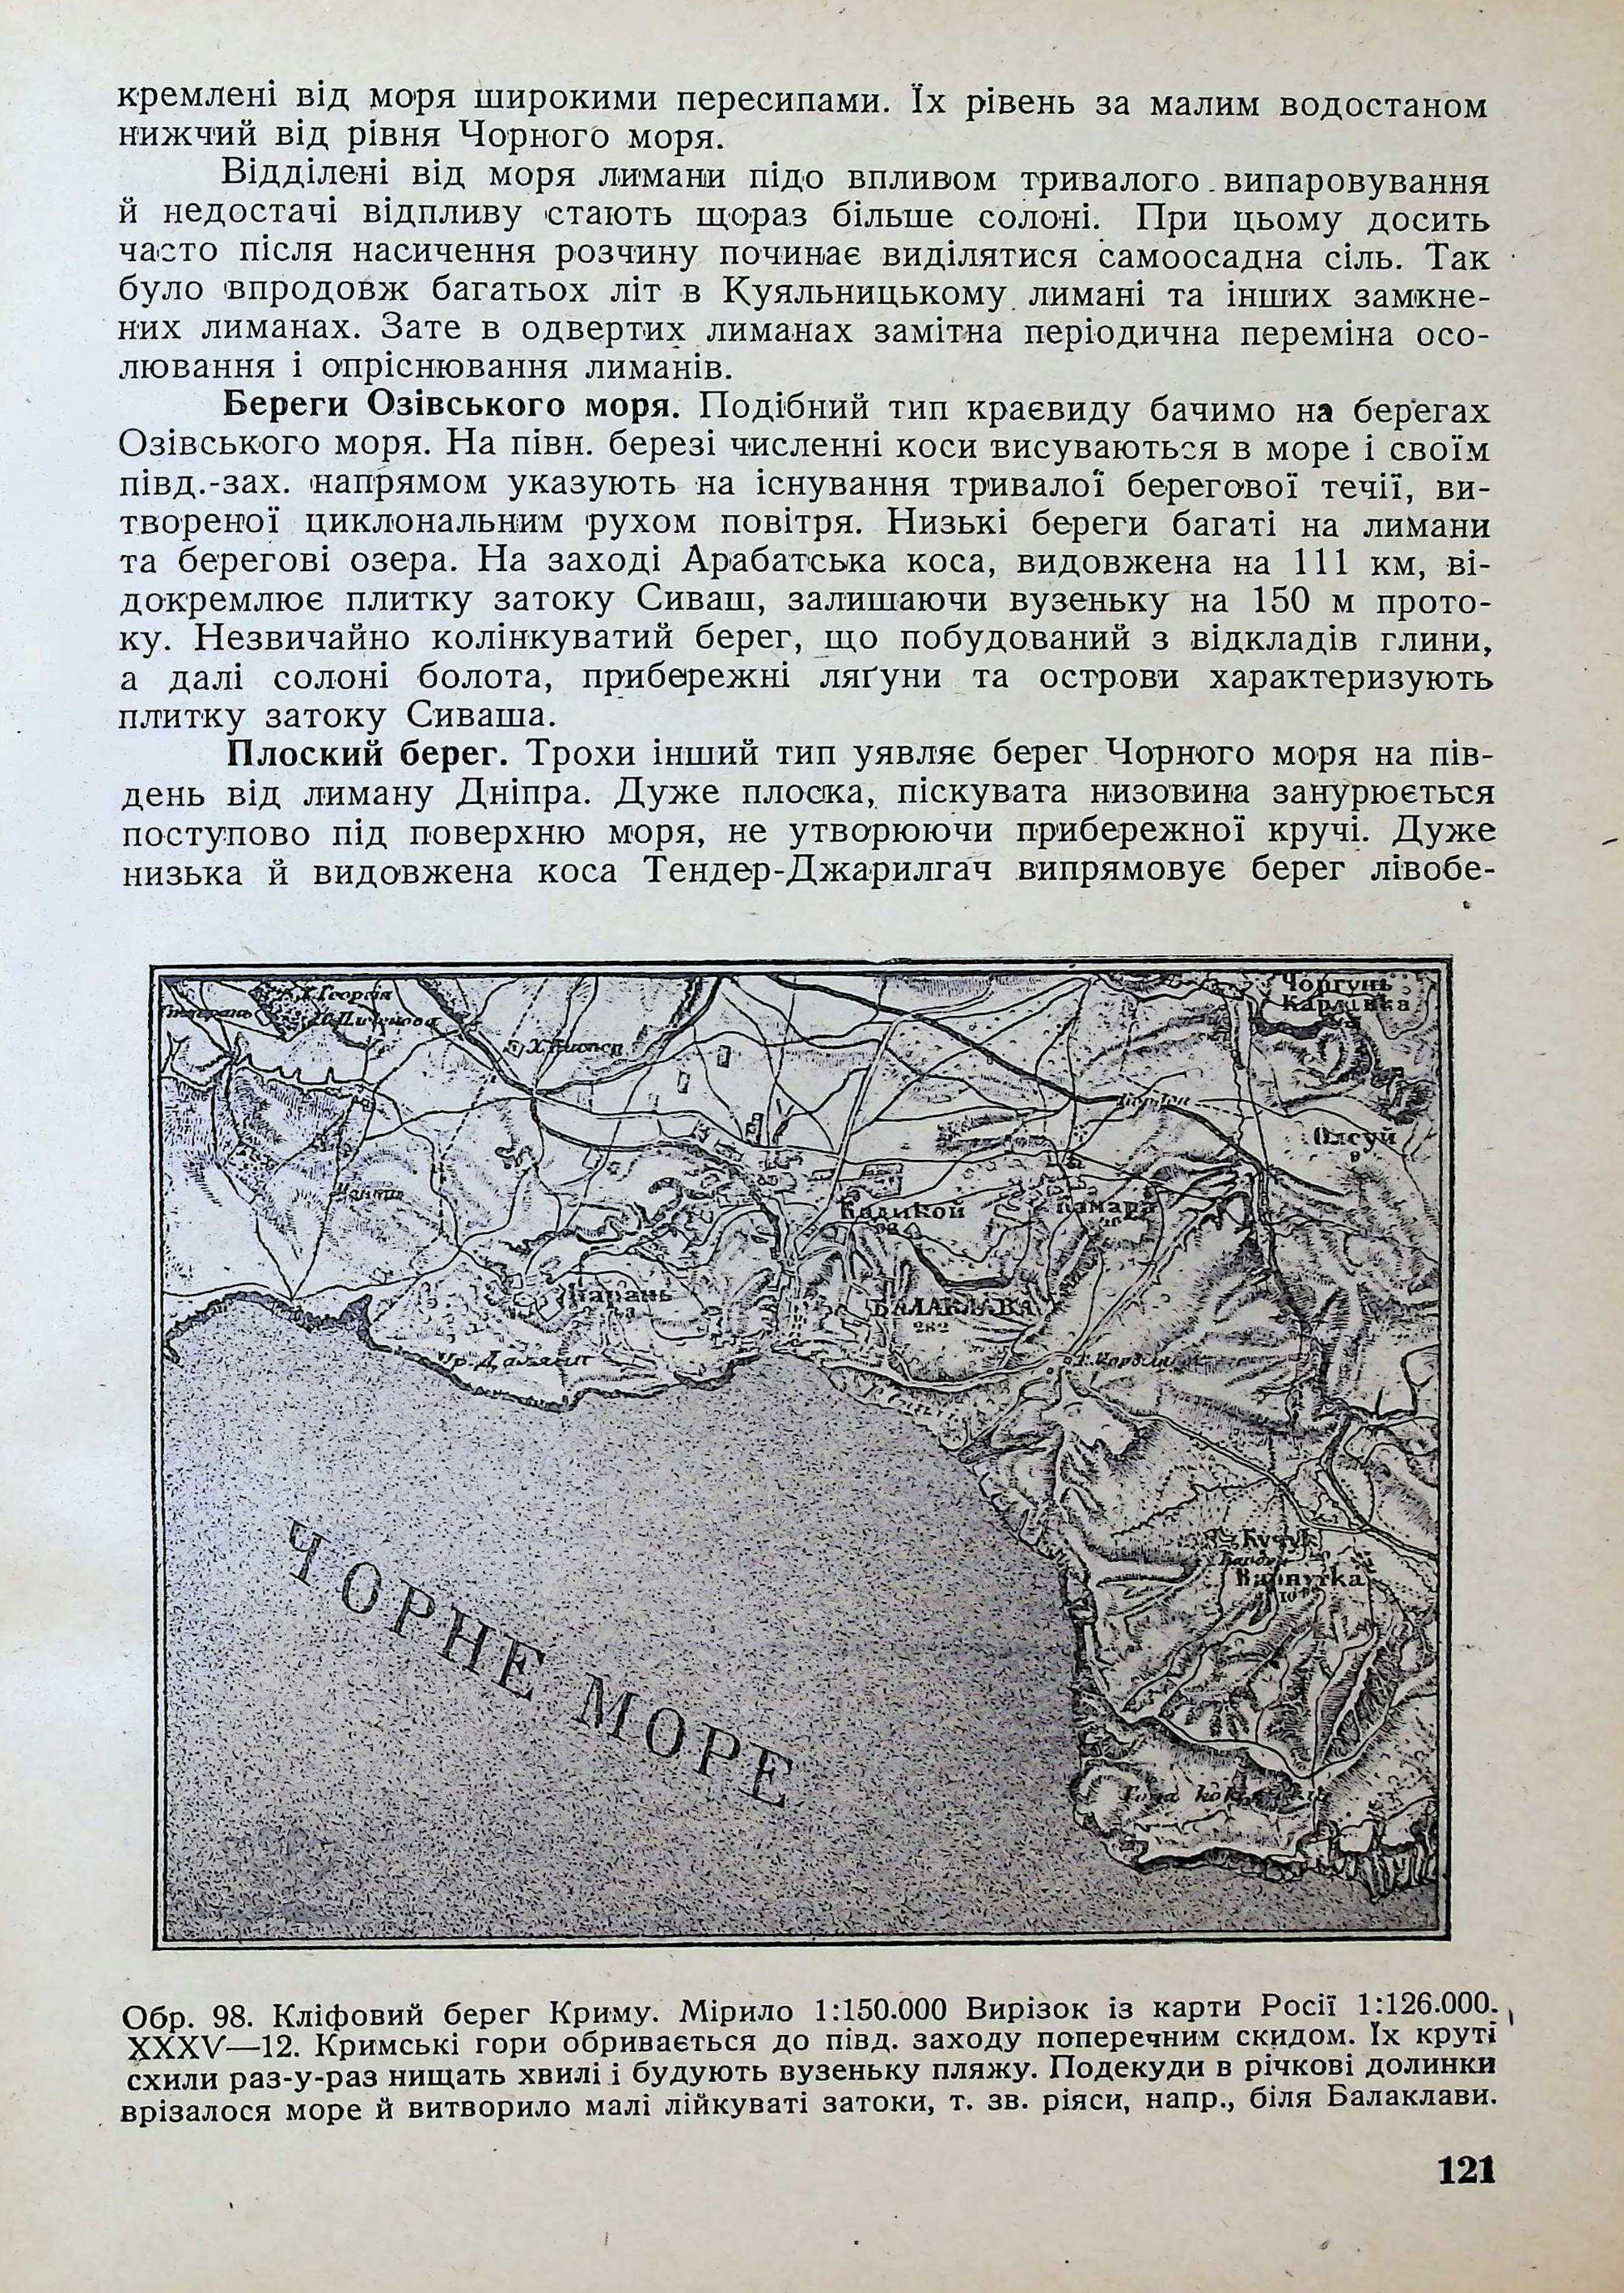 кремлені від моря широкими пересипами. Їх рівень за малим водостаном
нижчий від рівня Чорного моря.
Відділені від моря лимани підо впливом тривалого випаровування
й недостачі відпливу стають щораз більше солоні. При цьому досить
часто після насичення розчину починає виділятися самоосадна сіль. Так
було впродовж багатьох літ в Куяльницькому лимані та інших замкне-
них лиманах. Зате в одвертих лиманах замітна періодична переміна осо-
лювання і опріснювання лиманів.
Береги Озівського моря. Подібний тип краєвиду бачимо на берегах
Озівського моря. На півн. березі численні коси висуваються в море і своїм
півд.-зах. напрямом указують на існування тривалої берегової течії, ви-
твореної циклональним рухом повітря. Низькі береги багаті на лимани
та берегові озера. На заході Арабатська коса, видовжена на 111 км, ві-
докремлює плитку затоку Сиваш, залишаючи вузеньку на 150 м прото-
ку. Незвичайно колінкуватий берег, що побудований з відкладів глини,
а далі солоні болота, прибережні ляґуни та острови характеризують
плитку затоку Сиваша.
Плоский берег. Трохи інший тип уявляє берег Чорного моря на пів-
день від лиману Дніпра. Дуже плоска, піскувата низовина занурюється
поступово під поверхню моря, не утворюючи прибережної кручі. Дуже
низька й видовжена коса Тендер-Джарилгач випрямовує берег лівобе-
Чоргунь
Карловка
Олсуй
Кадикой
Камара
Карань
БАЛАКЛАВА
282
Кучук
Варнутка
ЧОРНЕ МОРЕ
Обр. 98. Кліфовий берег Криму. Мірило 1:150.000 Вирізок із карти Росії 1:126.000.
XXXV—12. Кримські гори обривається до півд. заходу поперечним скидом. Їх круті
схили раз-у-раз нищать хвилі і будують вузеньку пляжу. Подекуди в річкові долинки
врізалося море й витворило малі лійкуваті затоки, т. зв. ріяси, напр., біля Балаклави.
121